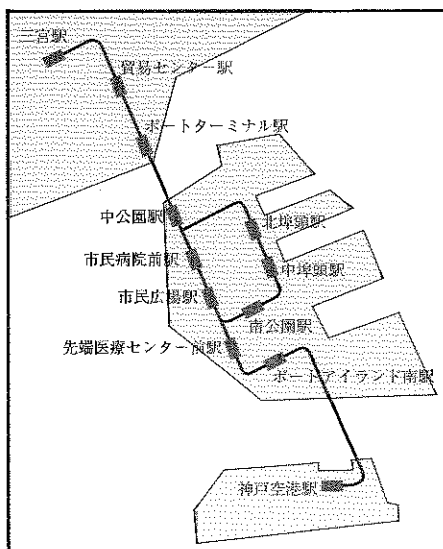 三宮駅
貿易センター駅
ポートターミナル駅
中公園駅
北埠頭駅
市民病院前駅
中埠頭駅
市民広場駅
南公園駅
先端医療センター前駅
ポートアイランド南駅
神戸空港駅